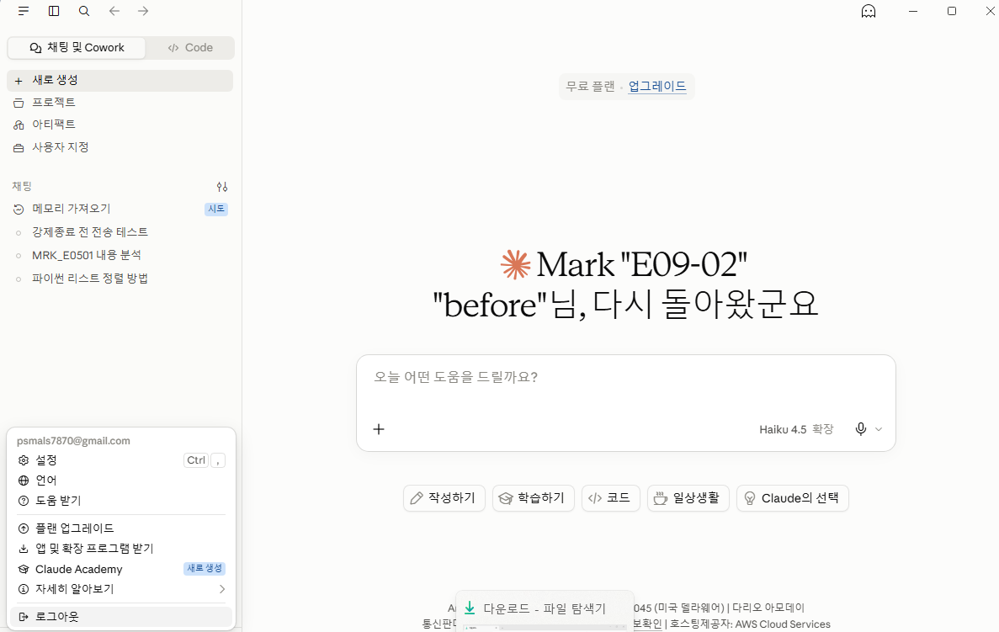 채팅 및 Cowork
Code
새로 생성
프로젝트
아티팩트
사용자 지정
채팅
메모리 가져오기 시도
강제종료 전 전송 테스트
MRK_E0501 내용 분석
파이썬 리스트 정렬 방법
psmals7870@gmail.com
설정 Ctrl ,
언어
도움 받기
플랜 업그레이드
앱 및 확장 프로그램 받기
Claude Academy 새로 생성
자세히 알아보기
로그아웃
무료 플랜 · 업그레이드
Mark "E09-02"
"before"님, 다시 돌아왔군요
오늘 어떤 도움을 드릴까요?
Haiku 4.5 확장
작성하기
학습하기
코드
일상생활
Claude의 선택
다운로드 - 파일 탐색기
045 (미국 델라웨어) | 다리오 아모데이
통신판매 보확인 | 호스팅제공자: AWS Cloud Services